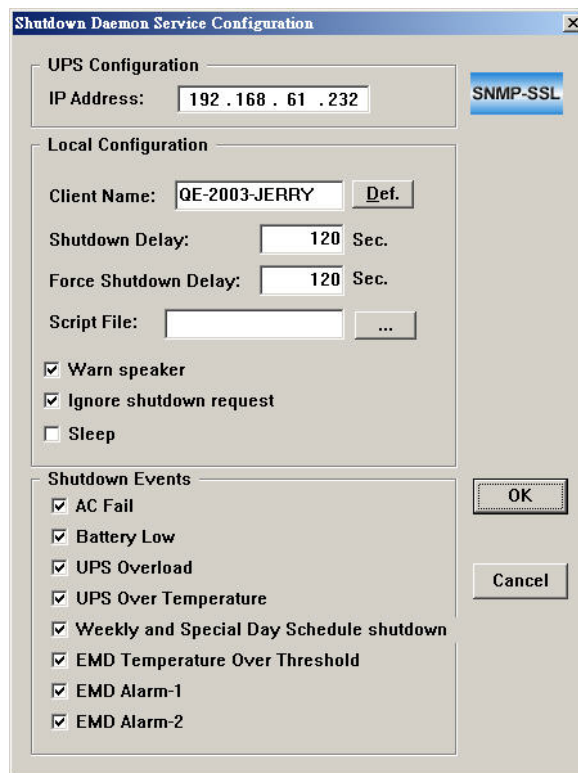 Shutdown Daemon Service Configuration
UPS Configuration
IP Address: 192 . 168 . 61 . 232
SNMP-SSL
Local Configuration
Client Name: QE-2003-JERRY Def.
Shutdown Delay: 120 Sec.
Force Shutdown Delay: 120 Sec.
Script File: ...
Warn speaker
Ignore shutdown request
Sleep
Shutdown Events
AC Fail
Battery Low
UPS Overload
UPS Over Temperature
Weekly and Special Day Schedule shutdown
EMD Temperature Over Threshold
EMD Alarm-1
EMD Alarm-2
OK
Cancel